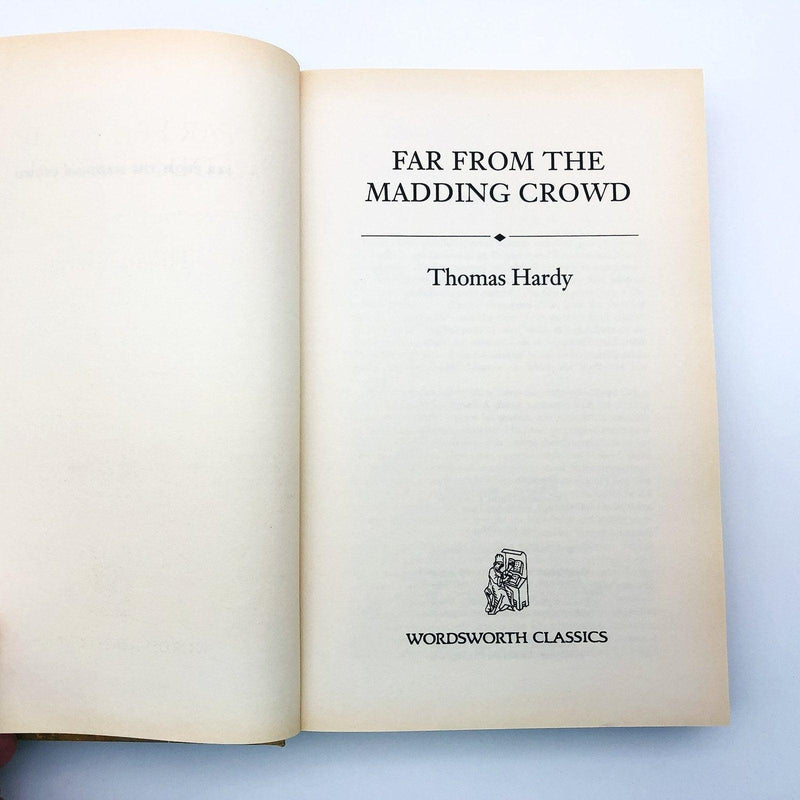 FAR FROM THE
MADDING CROWD
Thomas Hardy
WORDSWORTH CLASSICS